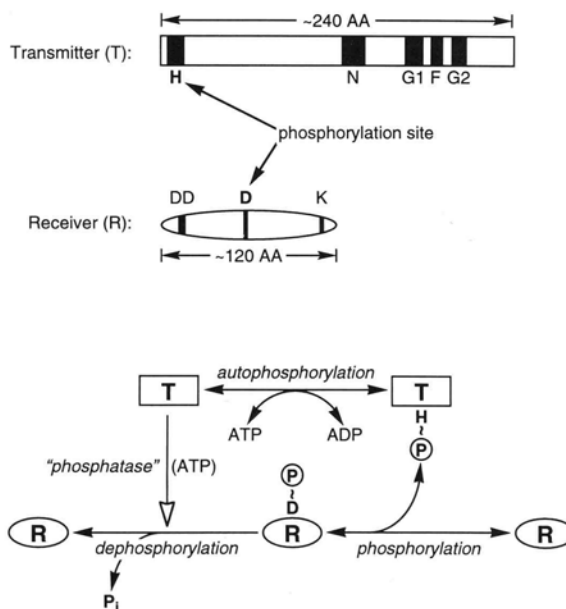 ~240 AA
Transmitter (T):
H N G1 F G2
phosphorylation site
DD D K
Receiver (R):
~120 AA
autophosphorylation
T T
H
~
P
ATP ADP
"phosphatase" (ATP)
P
~
D
R R R
dephosphorylation phosphorylation
Pi